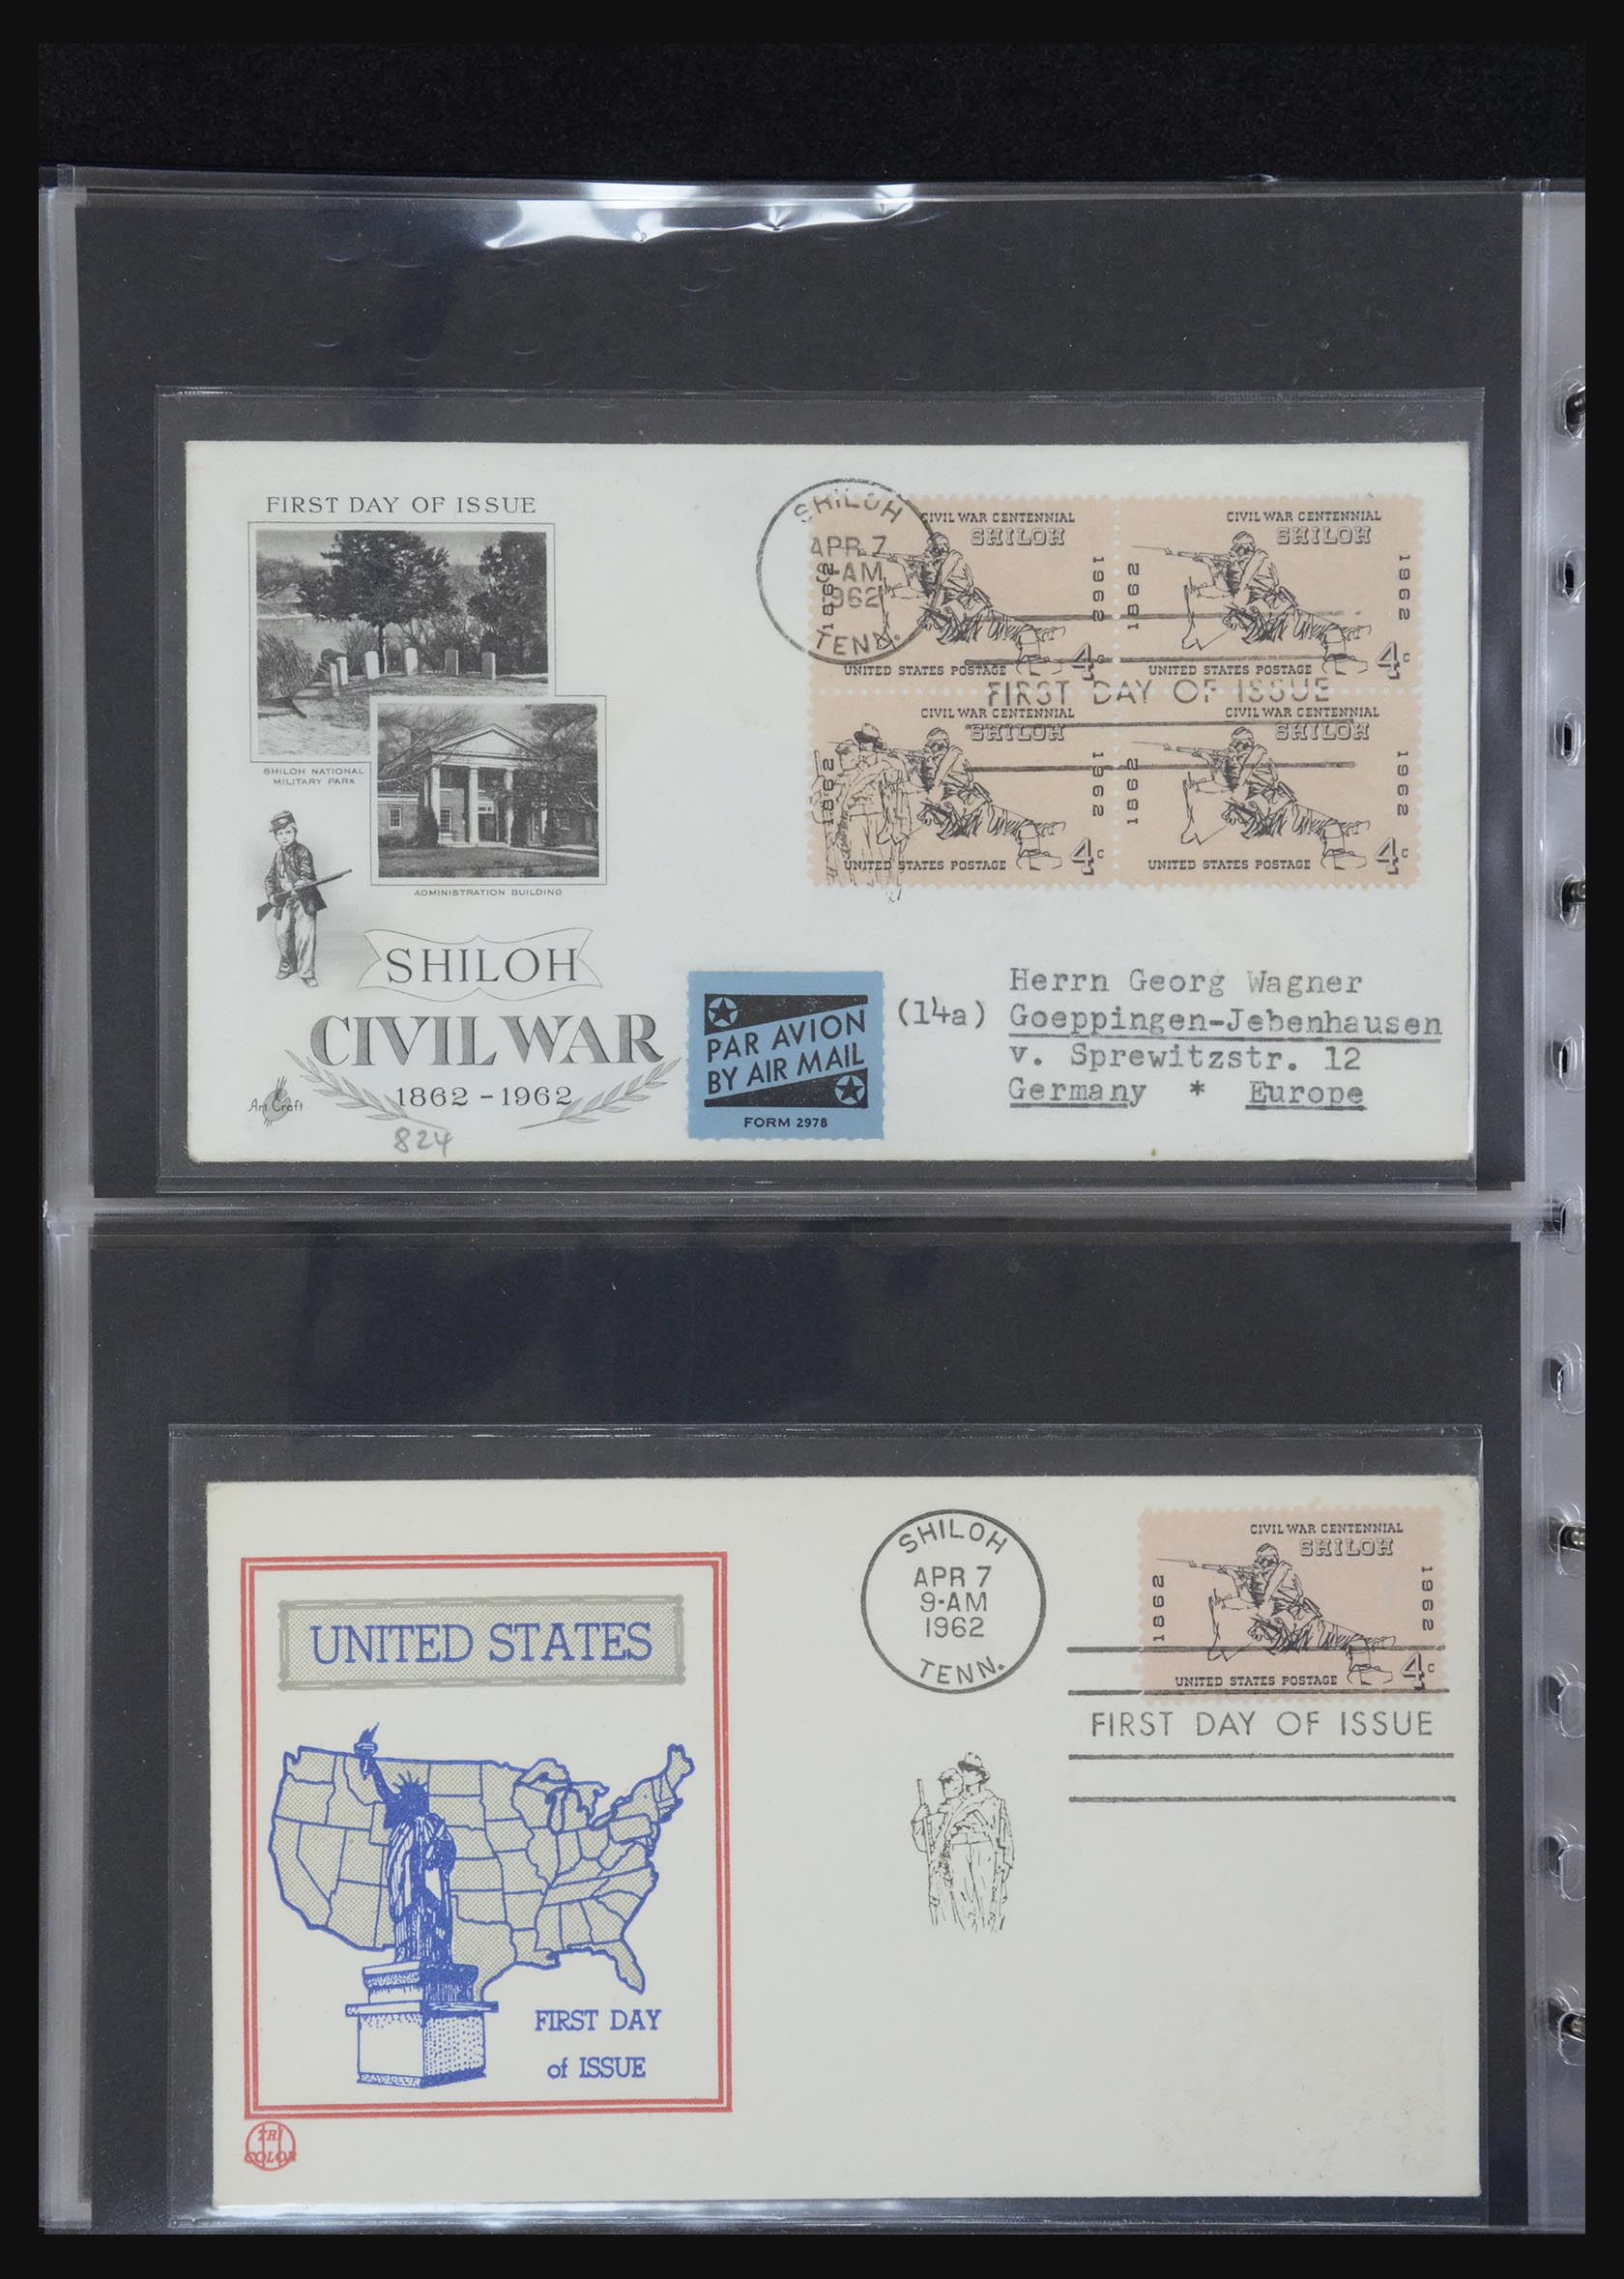 FIRST DAY OF ISSUE
SHILOH NATIONAL
MILITARY PARK
ADMINISTRATION BUILDING
SHILOH
CIVIL WAR
1862 - 1962
Art Craft
824
SHILOH
APR 7
9-AM
1962
TENN.
CIVIL WAR CENTENNIAL
SHILOH
1862
1962
UNITED STATES POSTAGE
4c
CIVIL WAR CENTENNIAL
SHILOH
1862
1962
UNITED STATES POSTAGE
4c
FIRST DAY OF ISSUE
CIVIL WAR CENTENNIAL
SHILOH
1862
1962
UNITED STATES POSTAGE
4c
CIVIL WAR CENTENNIAL
SHILOH
1862
1962
UNITED STATES POSTAGE
4c
PAR AVION
BY AIR MAIL
FORM 2978
Herrn Georg Wagner
(14a) Goeppingen-Jebenhausen
v. Sprewitzstr. 12
Germany * Europe
UNITED STATES
FIRST DAY
of ISSUE
TRI
COLOR
SHILOH
APR 7
9-AM
1962
TENN.
CIVIL WAR CENTENNIAL
SHILOH
1862
1962
UNITED STATES POSTAGE
4c
FIRST DAY OF ISSUE